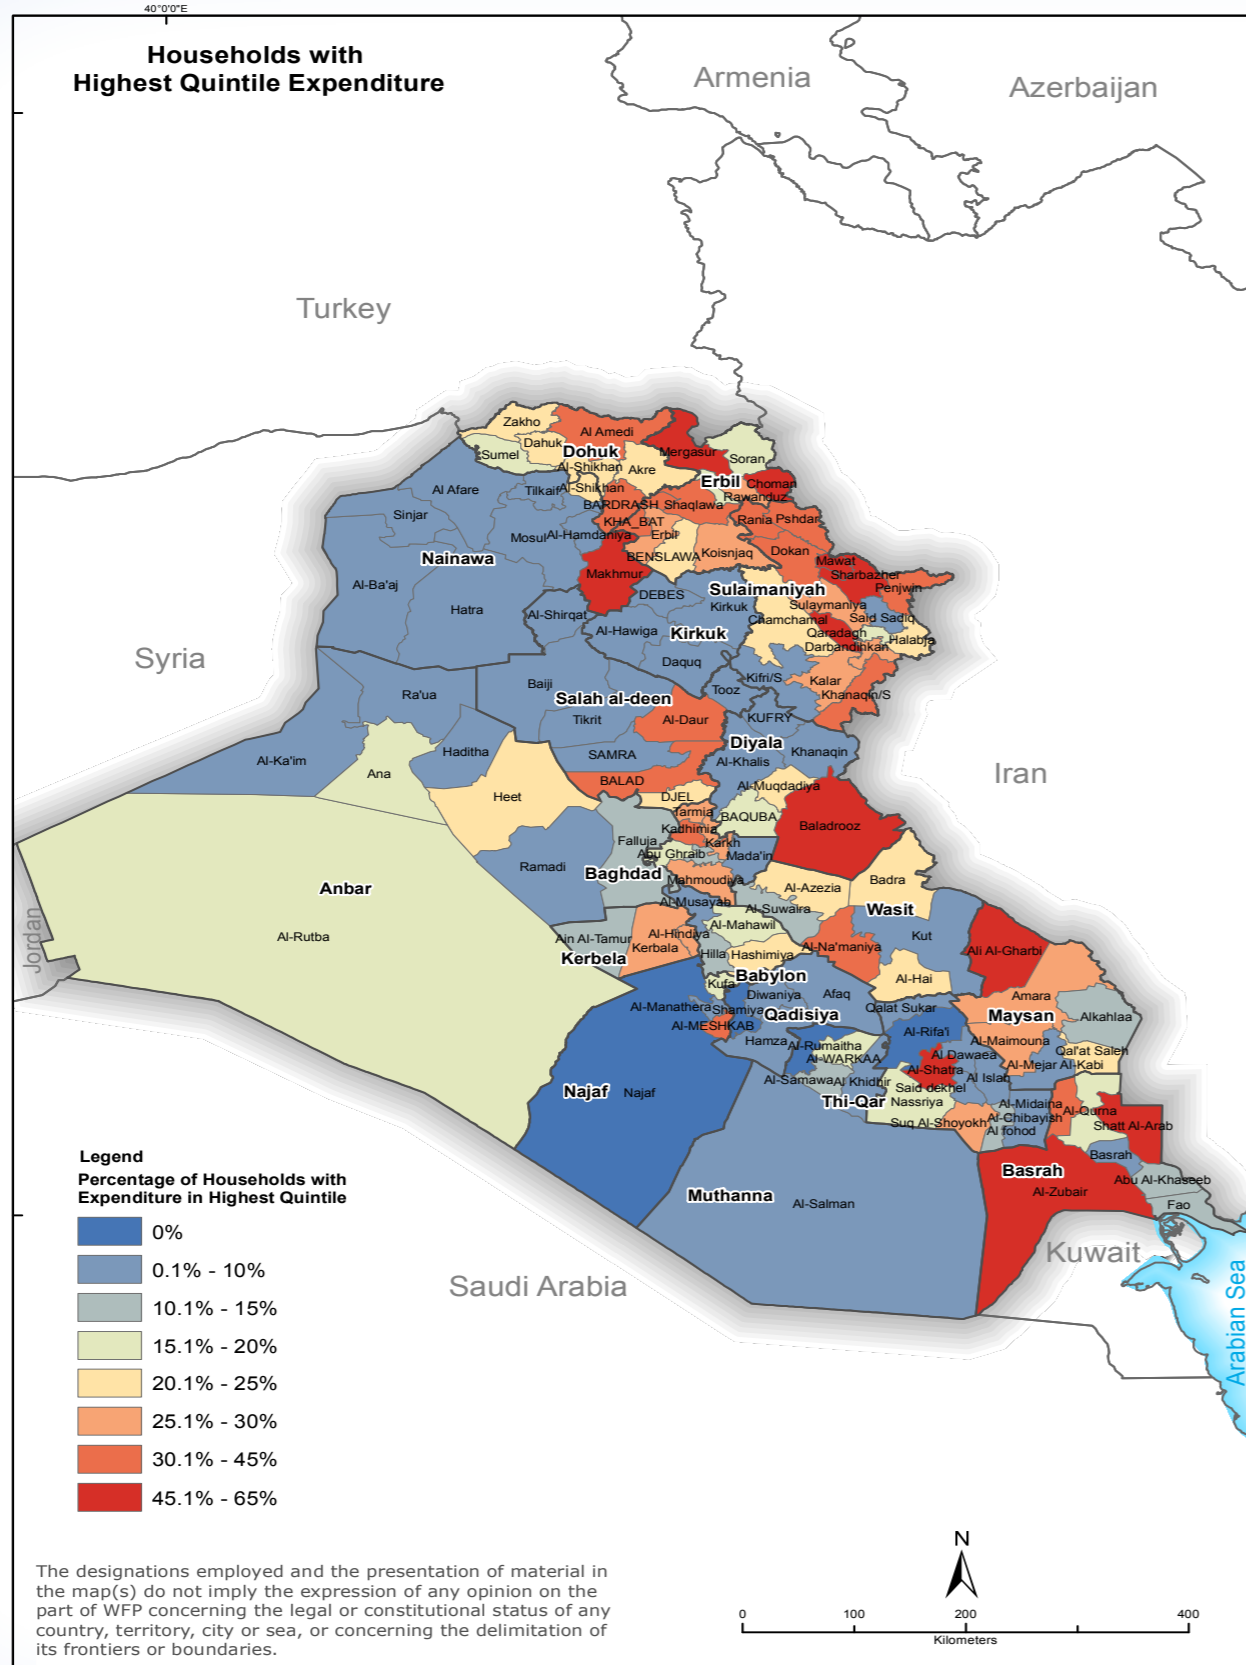 40°0'0"E
Households with
Highest Quintile Expenditure
Armenia
Azerbaijan
Turkey
Syria
Iran
Jordan
Saudi Arabia
Kuwait
Arabian Sea
Zakho
Al Amedi
Dahuk
Dohuk
Sumel
Al-Shikhan
Al-Shikhan
Akre
Mergasur
Soran
Erbil
Choman
Rawanduz
Al Afare
Tilkaif
BARDRASH
Shaqlawa
Sinjar
Mosul
Al-Hamdaniya
KHA_BAT
Erbil
Rania
Pshdar
Nainawa
BENSLAWA
Koisnjaq
Dokan
Mawat
Sharbazher
Penjwin
Al-Ba'aj
Hatra
Makhmur
Sulaimaniyah
DEBES
Kirkuk
Sulaymaniya
Said Sadiq
Al-Shirqat
Al-Hawiga
Kirkuk
Chamchamal
Qaradagh
Halabja
Darbandihkan
Daquq
Kifri/S
Kalar
Khanaqin/S
Ra'ua
Baiji
Salah al-deen
Tooz
Tikrit
Al-Daur
KUFRY
Diyala
Khanaqin
Al-Ka'im
Haditha
SAMRA
Al-Khalis
Ana
BALAD
Al-Muqdadiya
Heet
DJEL
Tarmia
BAQUBA
Baladrooz
Kadhimia
Karkh
Falluja
Abu Ghraib
Mada'in
Ramadi
Baghdad
Mahmoudiya
Badra
Anbar
Al-Azezia
Al-Musayab
Al-Suwaira
Wasit
Al-Rutba
Al-Mahawil
Kut
Ain Al-Tamur
Al-Hindiya
Kerbala
Al-Na'maniya
Ali Al-Gharbi
Kerbela
Hilla
Hashimiya
Babylon
Al-Hai
Kufa
Diwaniya
Afaq
Amara
Al-Manathera
Shamiya
Qadisiya
Qalat Sukar
Maysan
Alkahlaa
Al-MESHKAB
Al-Rifa'i
Hamza
Al-Rumaitha
Al-WARKAA
Al Dawaea
Al-Maimouna
Qal'at Saleh
Al-Mejar Al-Kabi
Al-Shatra
Al-Samawa
Al Khidhir
Said dekhel
Al Islah
Najaf
Najaf
Thi-Qar
Nassriya
Al-Midaina
Al-Qurna
Suq Al-Shoyokh
Al-Chibayish
Al fohod
Shatt Al-Arab
Basrah
Basrah
Abu Al-Khaseeb
Muthanna
Al-Salman
Al-Zubair
Fao
Legend
Percentage of Households with
Expenditure in Highest Quintile
0%
0.1% - 10%
10.1% - 15%
15.1% - 20%
20.1% - 25%
25.1% - 30%
30.1% - 45%
45.1% - 65%
The designations employed and the presentation of material in
the map(s) do not imply the expression of any opinion on the
part of WFP concerning the legal or constitutional status of any
country, territory, city or sea, or concerning the delimitation of
its frontiers or boundaries.
N
0 100 200 400
Kilometers